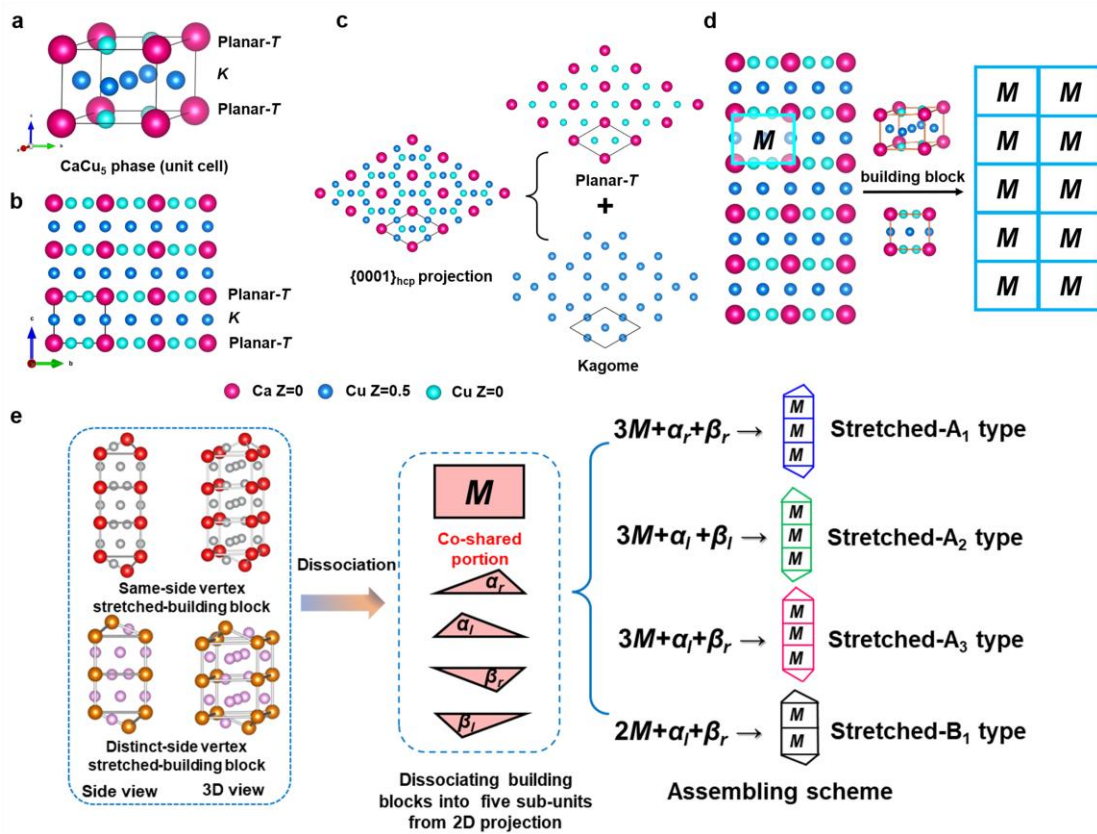 a
Planar-T
K
Planar-T
CaCu₅ phase (unit cell)
b
Planar-T
K
Planar-T
c
b
c
{0001}hcp projection
Planar-T
+
Kagome
d
M
building block
M M
M M
M M
M M
M M
Ca Z=0 Cu Z=0.5 Cu Z=0
e
Same-side vertex
stretched-building block
Distinct-side vertex
stretched-building block
Side view 3D view
Dissociation
M
Co-shared
portion
αr
αl
βr
βl
Dissociating building
blocks into five sub-units
from 2D projection
3M+αr+βr → M M M Stretched-A₁ type
3M+αl+βl → M M M Stretched-A₂ type
3M+αl+βr → M M M Stretched-A₃ type
2M+αl+βr → M M Stretched-B₁ type
Assembling scheme